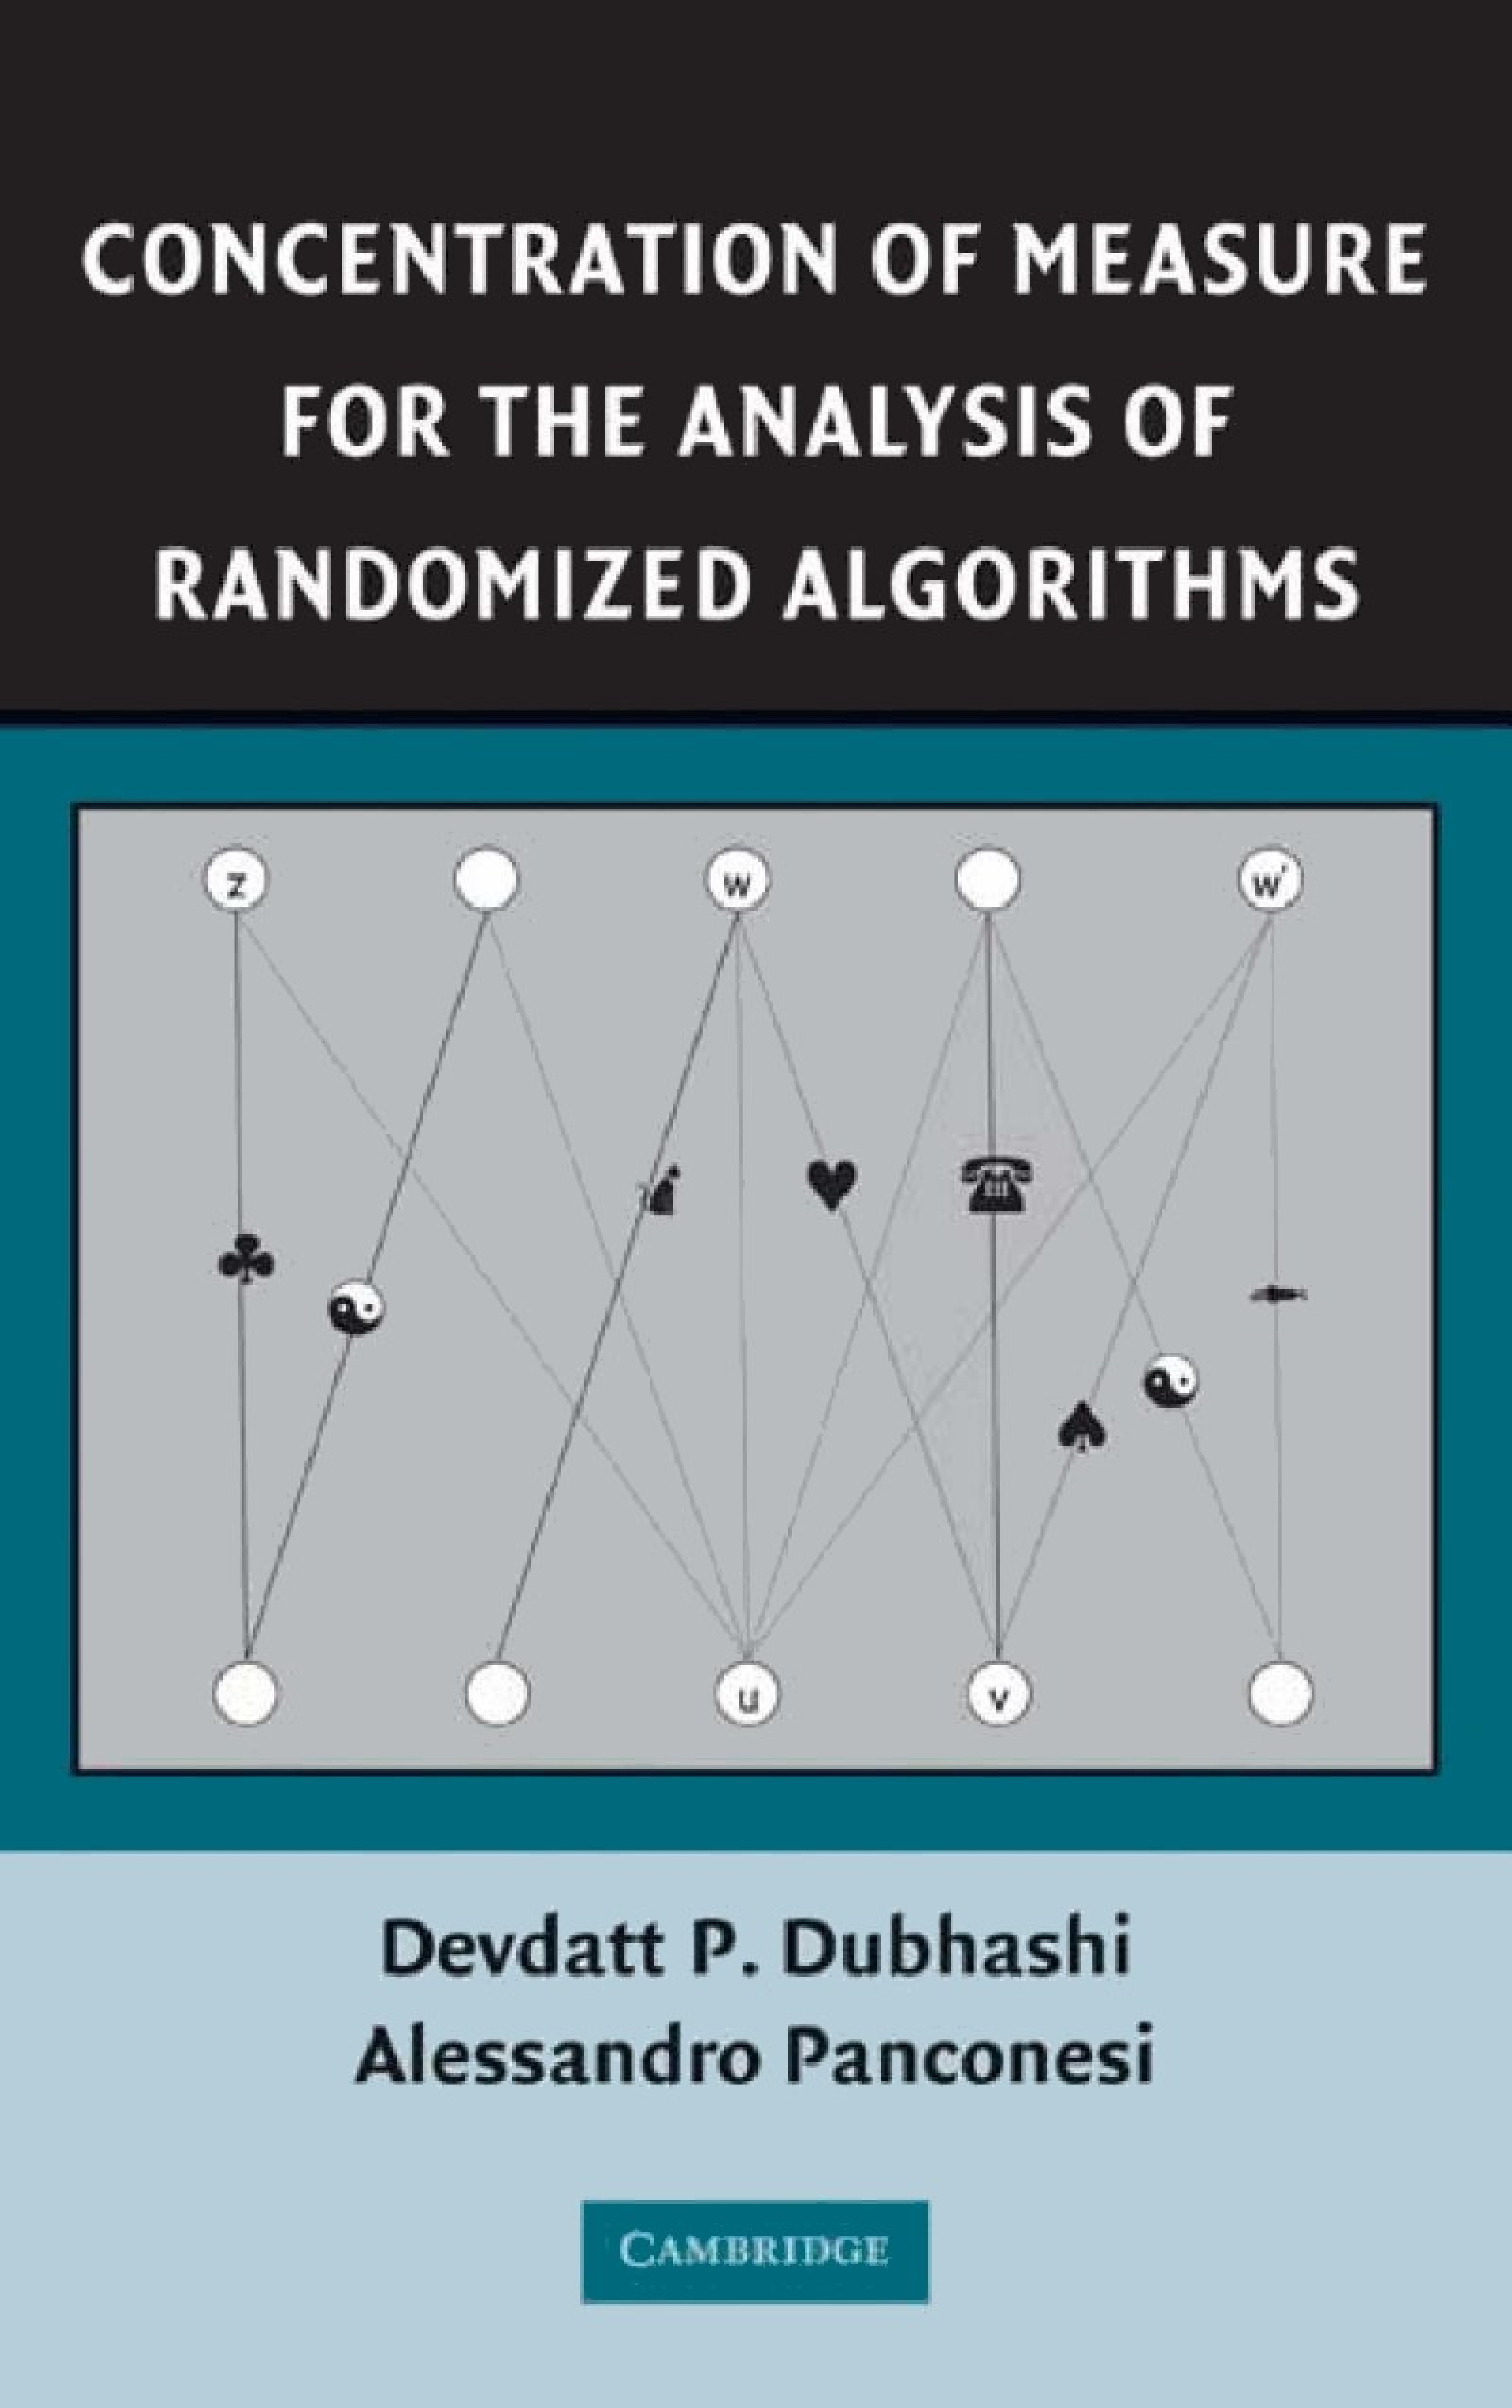 CONCENTRATION OF MEASURE
FOR THE ANALYSIS OF
RANDOMIZED ALGORITHMS
z w w'
u v
Devdatt P. Dubhashi
Alessandro Panconesi
CAMBRIDGE